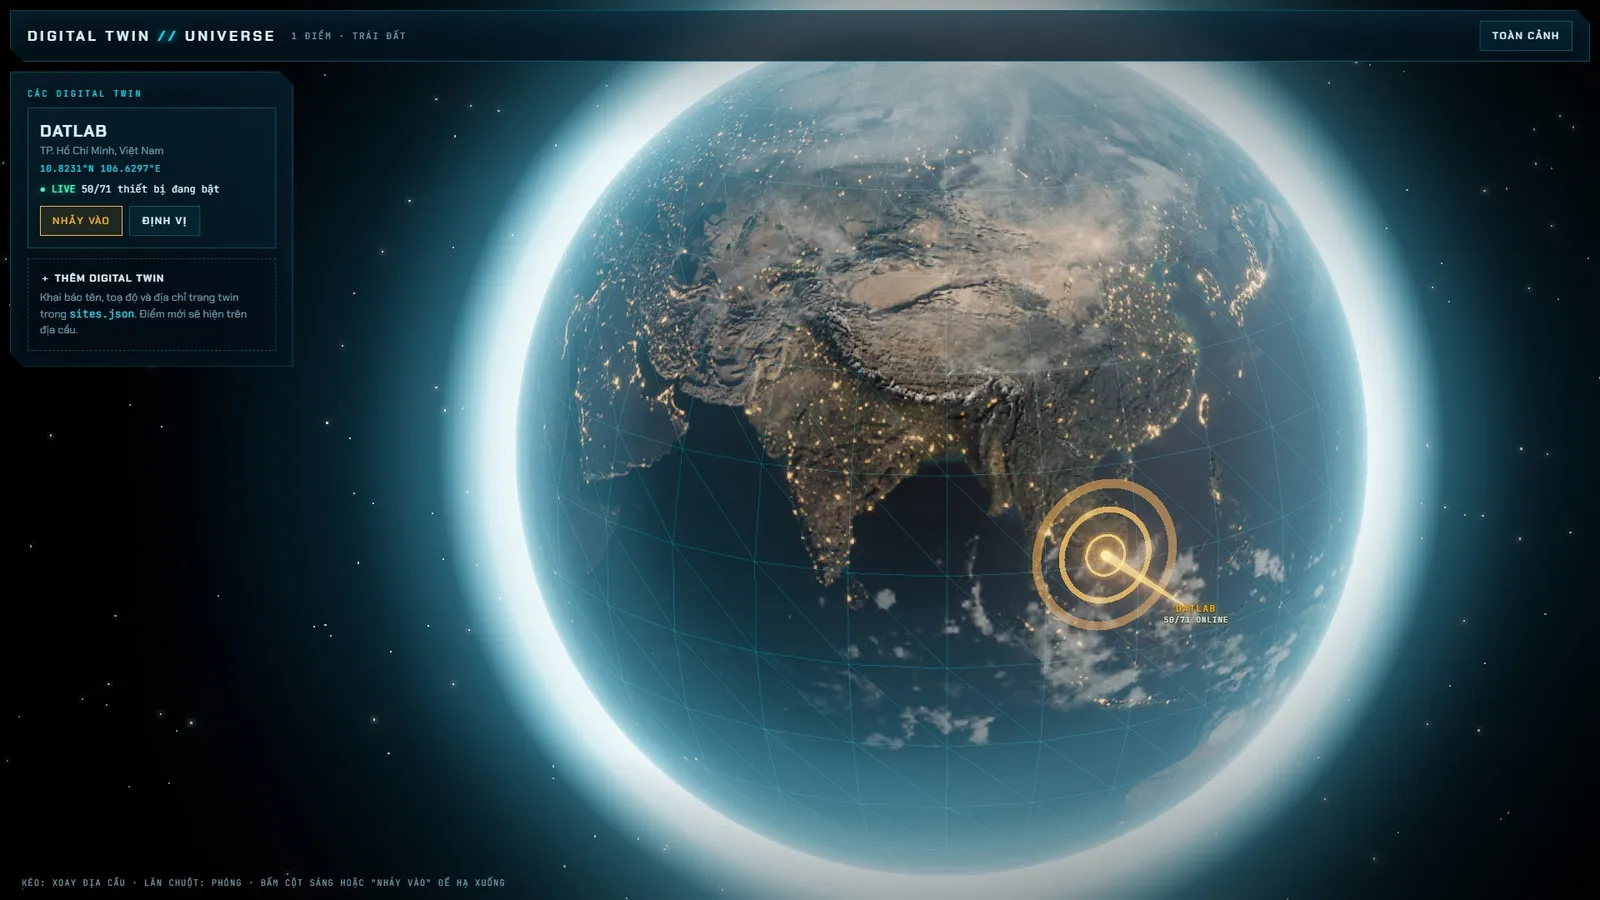 DIGITAL TWIN // UNIVERSE
1 ĐIỂM · TRÁI ĐẤT
TOÀN CẢNH
CÁC DIGITAL TWIN
DATLAB
TP. Hồ Chí Minh, Việt Nam
10.8231°N 106.6297°E
● LIVE 50/71 thiết bị đang bật
NHẢY VÀO
ĐỊNH VỊ
+ THÊM DIGITAL TWIN
Khai báo tên, toạ độ và địa chỉ trang twin
trong sites.json. Điểm mới sẽ hiện trên
địa cầu.
DATLAB
50/71 ONLINE
KÉO: XOAY ĐỊA CẦU · LĂN CHUỘT: PHÓNG · BẤM CỘT SÁNG HOẶC "NHẢY VÀO" ĐỂ HẠ XUỐNG